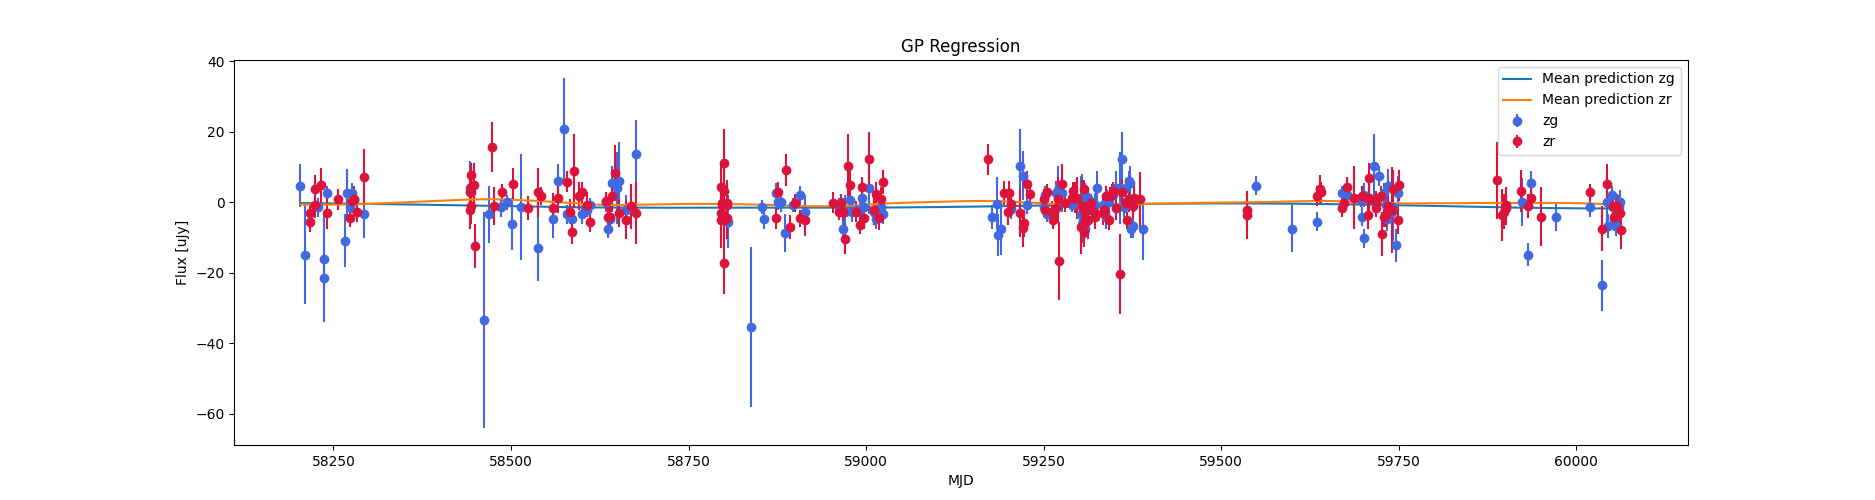 GP Regression
40
20
0
−20
−40
−60
Flux [uJy]
58250
58500
58750
59000
59250
59500
59750
60000
MJD
Mean prediction zg
Mean prediction zr
zg
zr